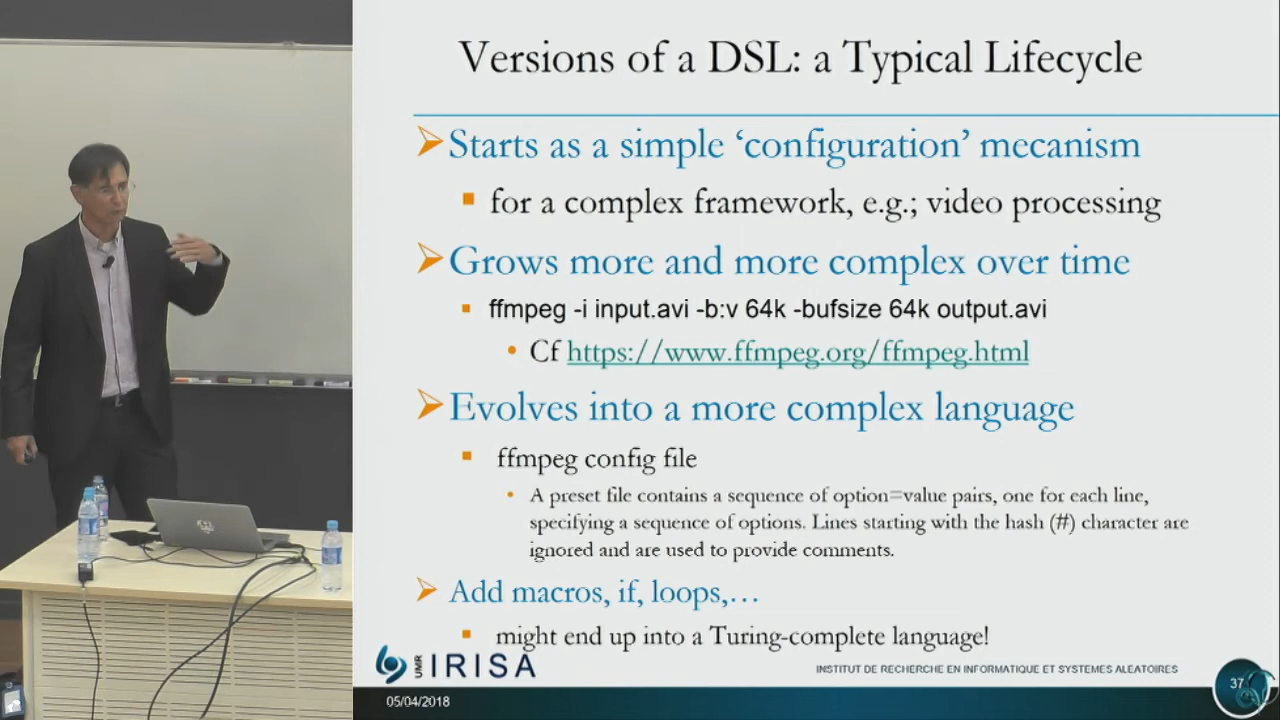 Versions of a DSL: a Typical Lifecycle
Starts as a simple ‘configuration’ mecanism
for a complex framework, e.g.; video processing
Grows more and more complex over time
ffmpeg -i input.avi -b:v 64k -bufsize 64k output.avi
Cf https://www.ffmpeg.org/ffmpeg.html
Evolves into a more complex language
ffmpeg config file
A preset file contains a sequence of option=value pairs, one for each line,
specifying a sequence of options. Lines starting with the hash (#) character are
ignored and are used to provide comments.
Add macros, if, loops,…
might end up into a Turing-complete language!
UMR IRISA
INSTITUT DE RECHERCHE EN INFORMATIQUE ET SYSTEMES ALEATOIRES
05/04/2018
37